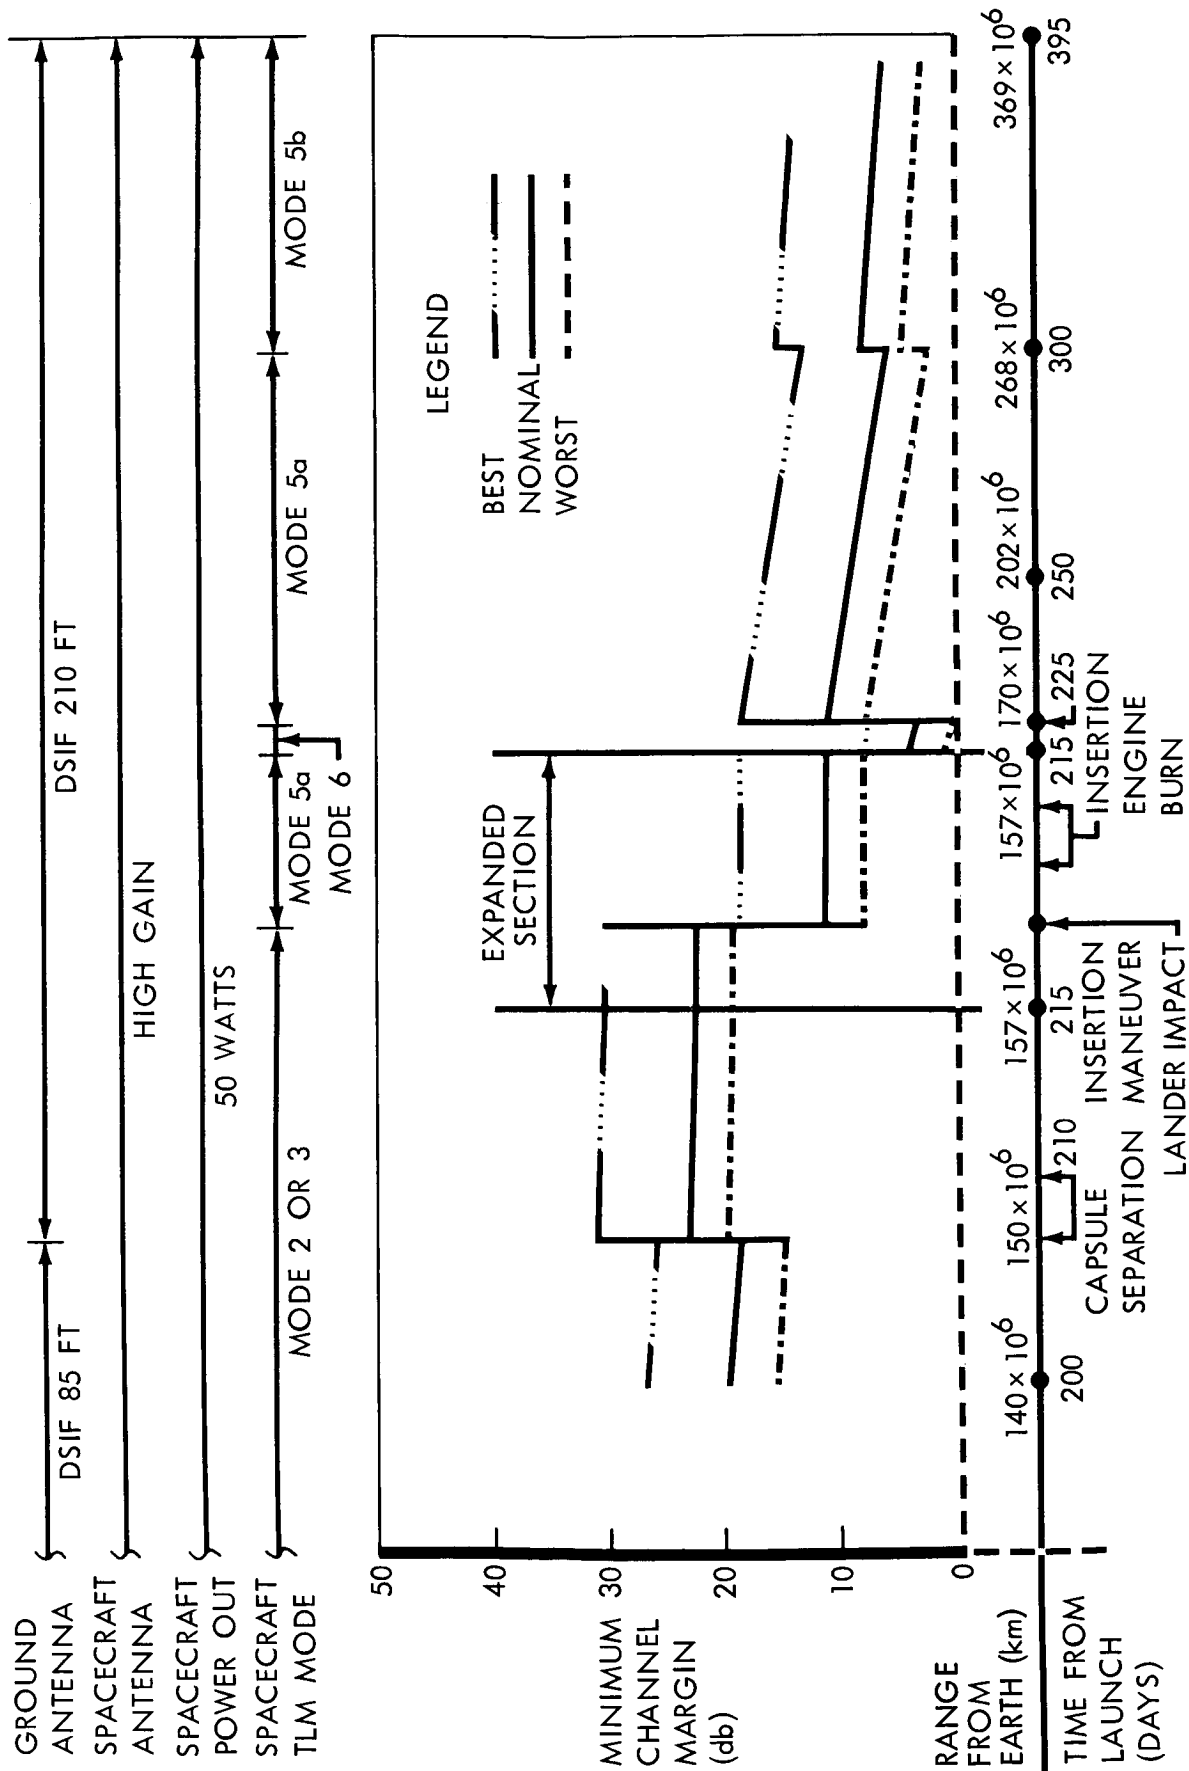 GROUND
ANTENNA
DSIF 85 FT
DSIF 210 FT
SPACECRAFT
ANTENNA
HIGH GAIN
SPACECRAFT
POWER OUT
50 WATTS
SPACECRAFT
TLM MODE
MODE 2 OR 3
MODE 5a
MODE 6
MODE 5a
MODE 5b
50
40
30
20
10
0
MINIMUM
CHANNEL
MARGIN
(db)
EXPANDED
SECTION
LEGEND
BEST
NOMINAL
WORST
RANGE
FROM
EARTH (km)
140 × 10⁶
150 × 10⁶
157 × 10⁶
157×10⁶
170 × 10⁶
202 × 10⁶
268 × 10⁶
369 × 10⁶
TIME FROM
LAUNCH
(DAYS)
200
210
215
215
225
250
300
395
CAPSULE
SEPARATION
INSERTION
MANEUVER
LANDER IMPACT
INSERTION
ENGINE
BURN